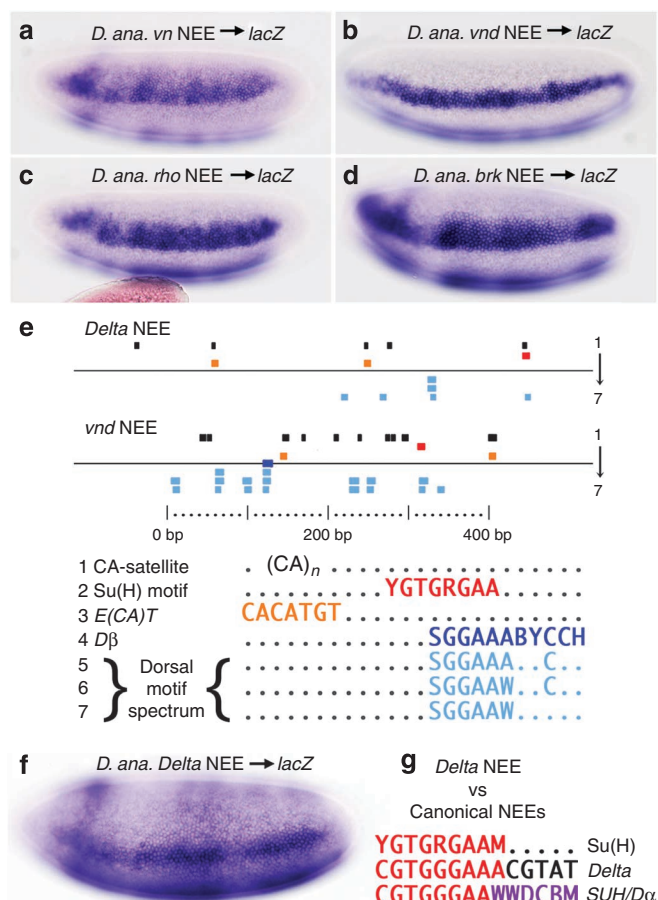 a D. ana. vn NEE → lacZ
b D. ana. vnd NEE → lacZ
c D. ana. rho NEE → lacZ
d D. ana. brk NEE → lacZ
e
Delta NEE
1
7
vnd NEE
1
7
0 bp 200 bp 400 bp
1 CA-satellite . (CA)n . . . . . . . . . . . . . . . .
2 Su(H) motif . . . . . . . . . YGTGRGAA . . . . .
3 E(CA)T CACATGT . . . . . . . . . . . . . . .
4 Dβ . . . . . . . . . . . . SGGAAABYCCH
5 . . . . . . . . . . . . SGGAAA..C..
6 Dorsal motif spectrum . . . . . . . . . . . . SGGAAW..C..
7 . . . . . . . . . . . . SGGAAW.....
f D. ana. Delta NEE → lacZ
g Delta NEE
vs
Canonical NEEs
YGTGRGAAM..... Su(H)
CGTGGGAAACGTAT Delta
CGTGGGAAWWDCBM SUH/Dα